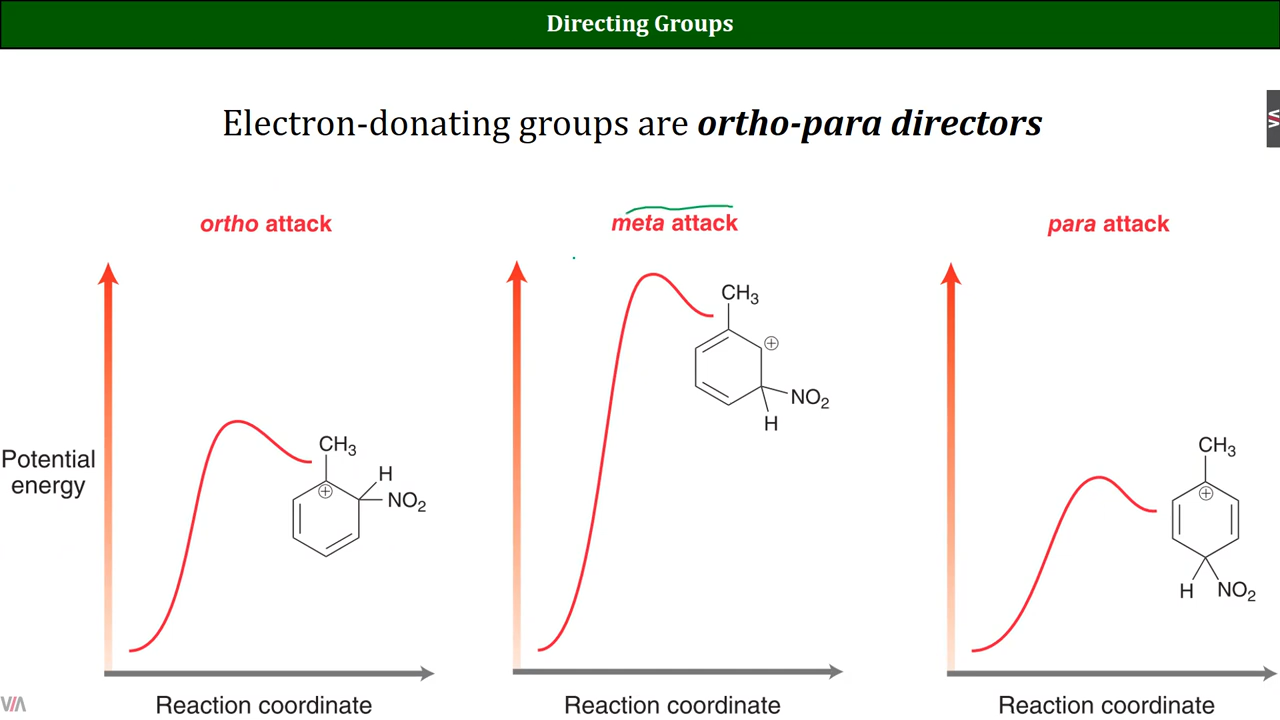 Directing Groups
Electron-donating groups are ortho-para directors
ortho attack
meta attack
para attack
Potential
energy
CH₃
H
NO₂
⊕
Reaction coordinate
CH₃
⊕
NO₂
H
Reaction coordinate
CH₃
⊕
H
NO₂
Reaction coordinate
VIA